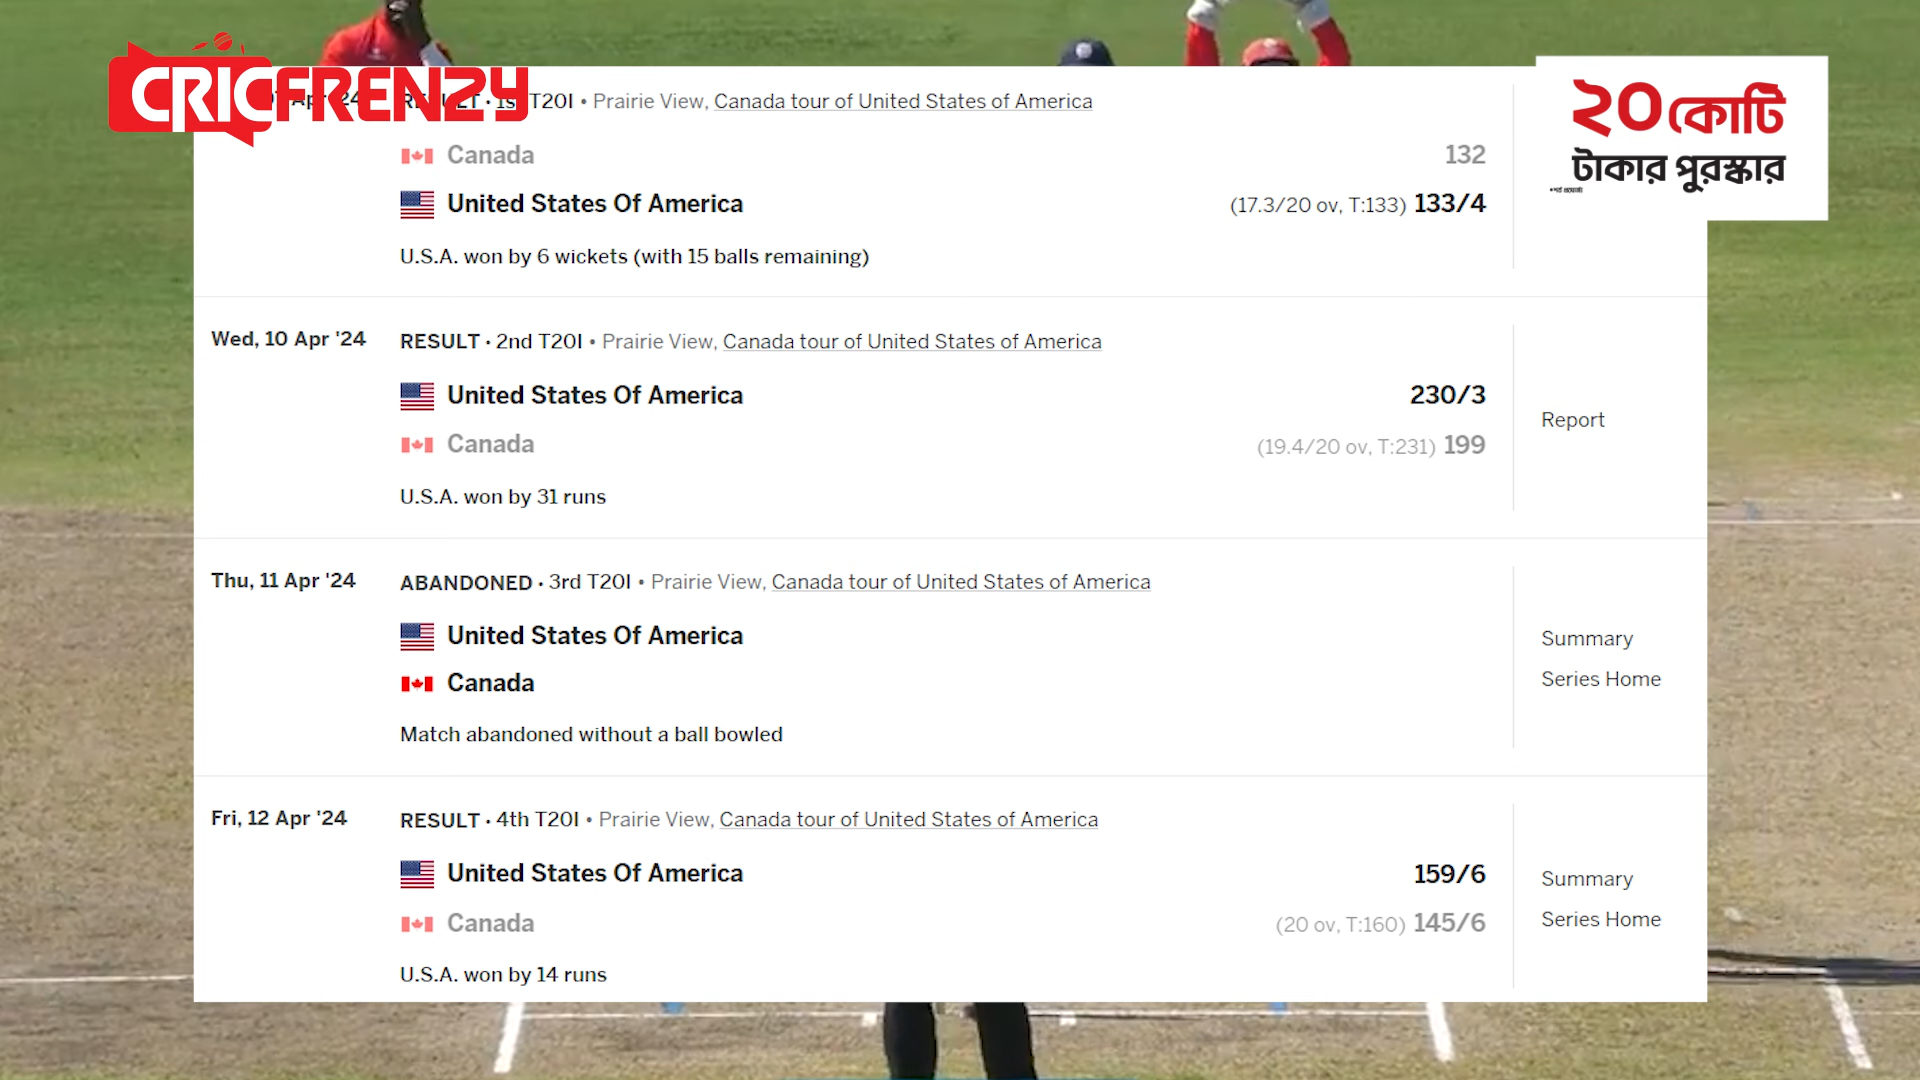 CRICFRENZY
RESULT • 1st T20I • Prairie View, Canada tour of United States of America
Canada 132
United States Of America (17.3/20 ov, T:133) 133/4
U.S.A. won by 6 wickets (with 15 balls remaining)
২০ কোটি
টাকার পুরস্কার
Wed, 10 Apr '24 RESULT • 2nd T20I • Prairie View, Canada tour of United States of America
United States Of America 230/3
Canada (19.4/20 ov, T:231) 199
U.S.A. won by 31 runs
Report
Thu, 11 Apr '24 ABANDONED • 3rd T20I • Prairie View, Canada tour of United States of America
United States Of America
Canada
Match abandoned without a ball bowled
Summary
Series Home
Fri, 12 Apr '24 RESULT • 4th T20I • Prairie View, Canada tour of United States of America
United States Of America 159/6
Canada (20 ov, T:160) 145/6
U.S.A. won by 14 runs
Summary
Series Home